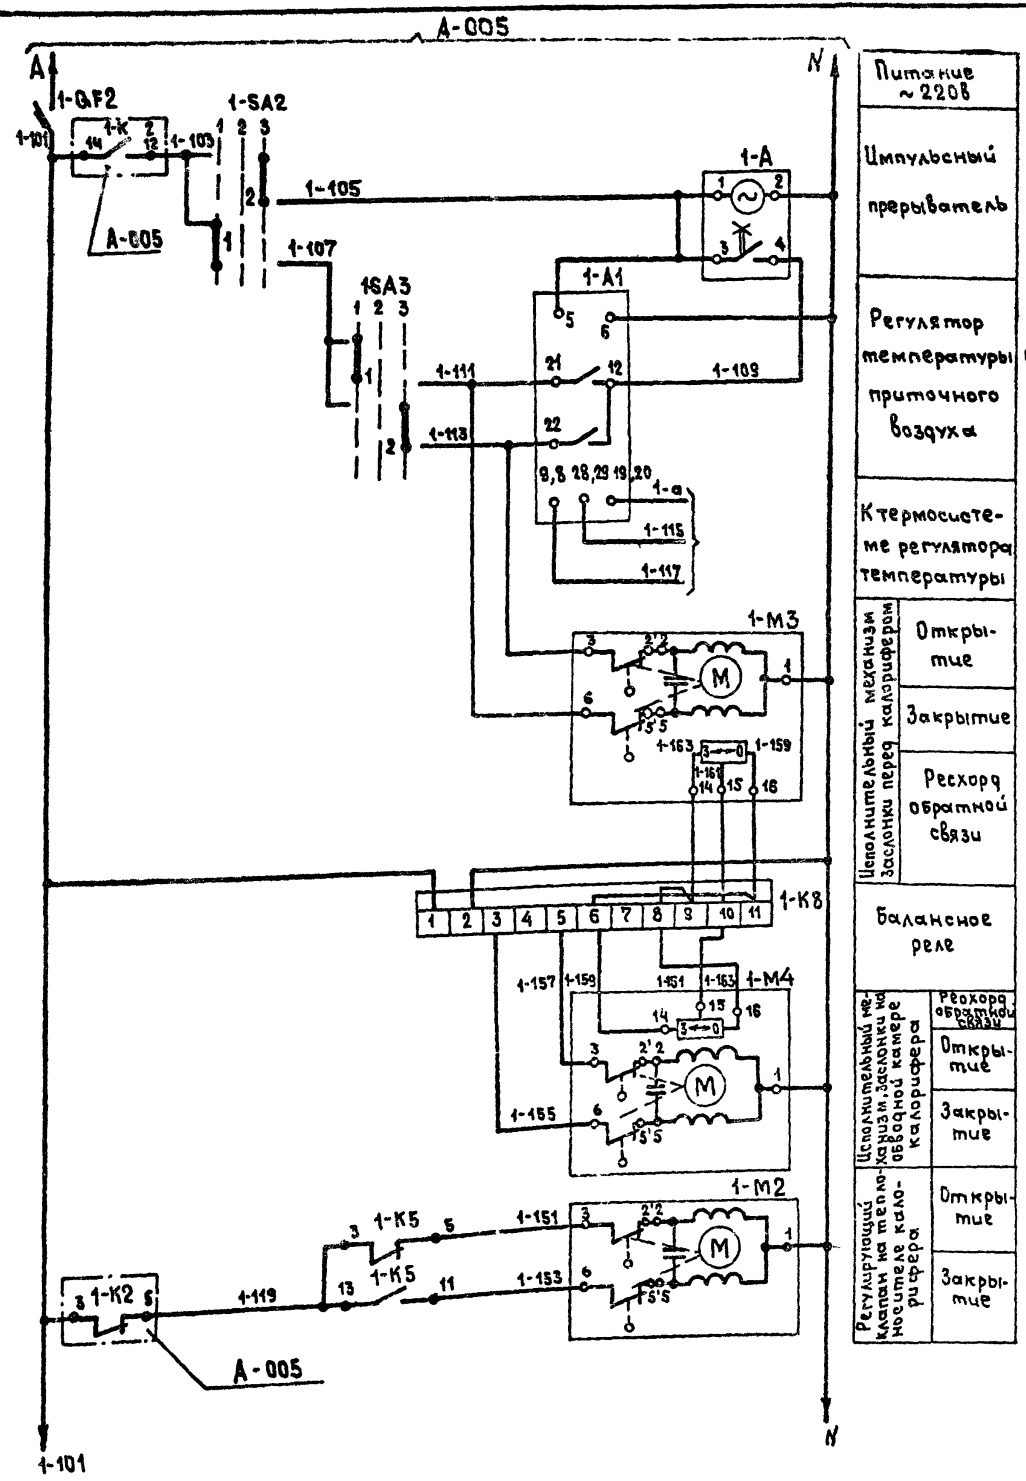 A-005
А
N
1-QF2
1-SA2
1-101
1-К
14
2
12
1-103
1
2
3
2
1
А-005
1-105
1-107
1-А
1
2
3
4
1-А1
5
6
1SA3
1
2
3
1
2
1-111
21
12
1-109
1-113
22
9,8
28,29
19,20
1-а
1-115
1-117
1-М3
3
2'2
М
1
6
5'5
1-163
3
0
1-159
1-161
14
15
16
1
2
3
4
5
6
7
8
9
10
11
1-К8
1-157
1-159
1-161
1-163
1-М4
14
15
16
3
0
3
2'2
М
1
1-155
6
5'5
1-М2
3
1-К5
5
1-151
3
2'2
М
1
1-К5
13
11
1-153
6
5'5
3
1-К2
5
1-119
А-005
1-101
N
Питание
~ 220в
Импульсный
прерыватель
Регулятор
температуры
приточного
воздуха
К термосисте-
ме регулятора
температуры
Исполнительный механизм
заслонки перед калорифером
Откры-
тие
Закрытие
Реохорд
обратной
связи
Балансное
реле
Исполнительный ме-
ханизм, заслонки на
обводной камере
калорифера
Реохорд
обратной
связи
Откры-
тие
Закры-
тие
Регулирующий
клапан на тепло-
носителе кало-
рифера
Откры-
тие
Закры-
тие